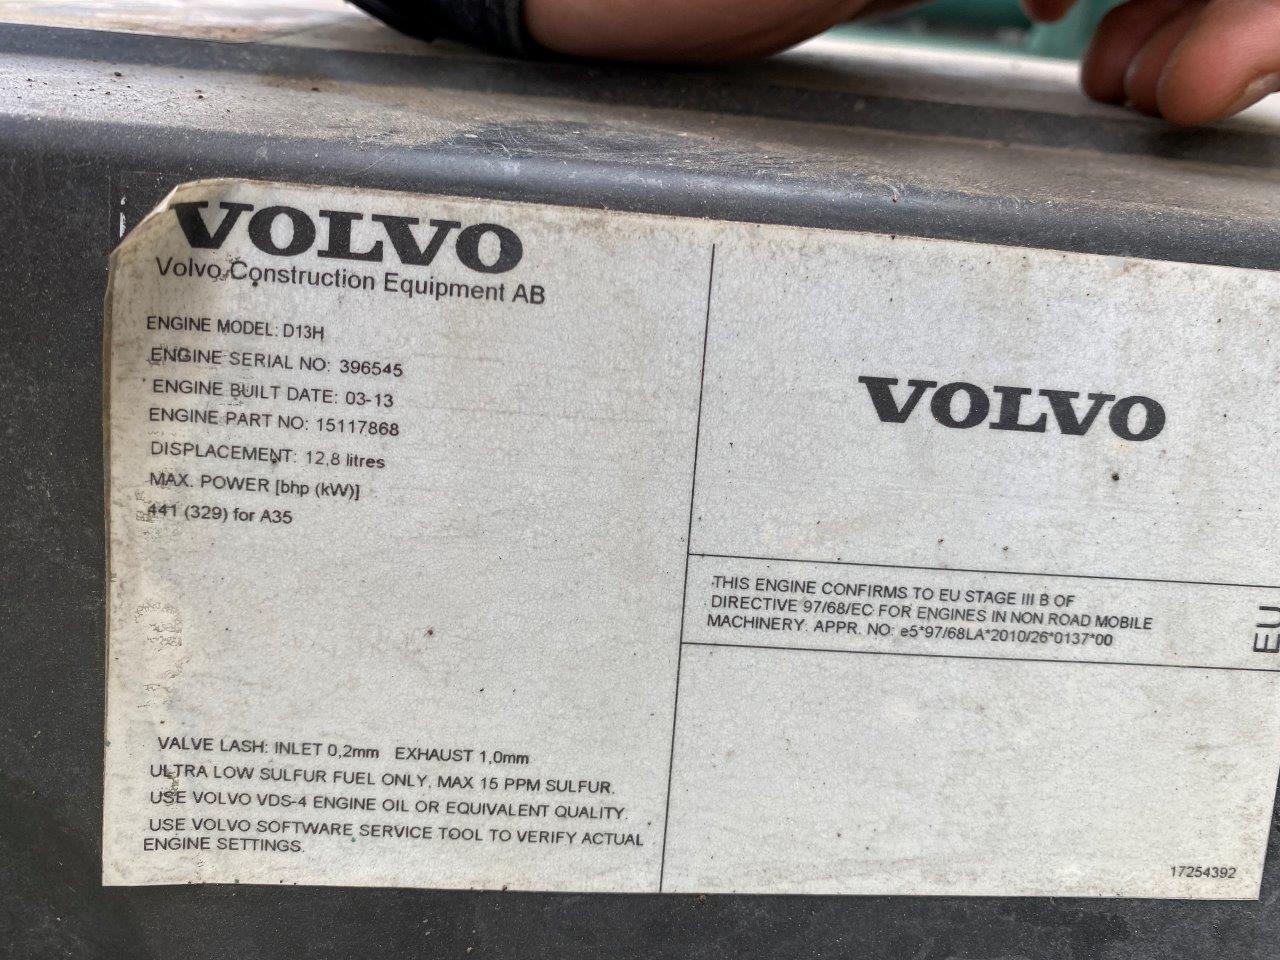 VOLVO
Volvo Construction Equipment AB
ENGINE MODEL: D13H
ENGINE SERIAL NO: 396545
ENGINE BUILT DATE: 03-13
ENGINE PART NO: 15117868
DISPLACEMENT: 12,8 litres
MAX. POWER [bhp (kW)]
441 (329) for A35
VALVE LASH: INLET 0,2mm EXHAUST 1,0mm
ULTRA LOW SULFUR FUEL ONLY, MAX 15 PPM SULFUR.
USE VOLVO VDS-4 ENGINE OIL OR EQUIVALENT QUALITY.
USE VOLVO SOFTWARE SERVICE TOOL TO VERIFY ACTUAL
ENGINE SETTINGS.
VOLVO
THIS ENGINE CONFIRMS TO EU STAGE III B OF
DIRECTIVE 97/68/EC FOR ENGINES IN NON ROAD MOBILE
MACHINERY. APPR. NO: e5*97/68LA*2010/26*0137*00
EU
17254392